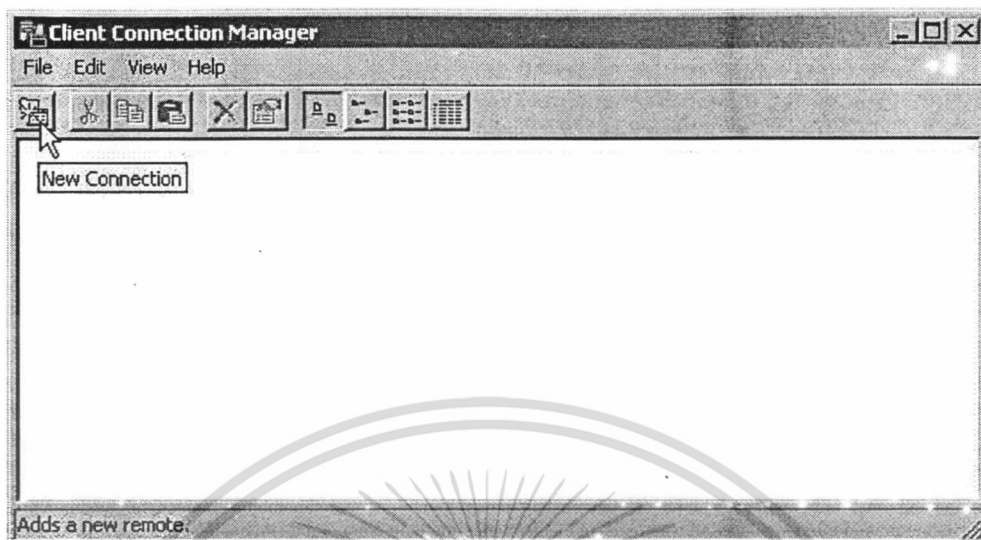 Client Connection Manager
File Edit View Help
New Connection
Adds a new remote.